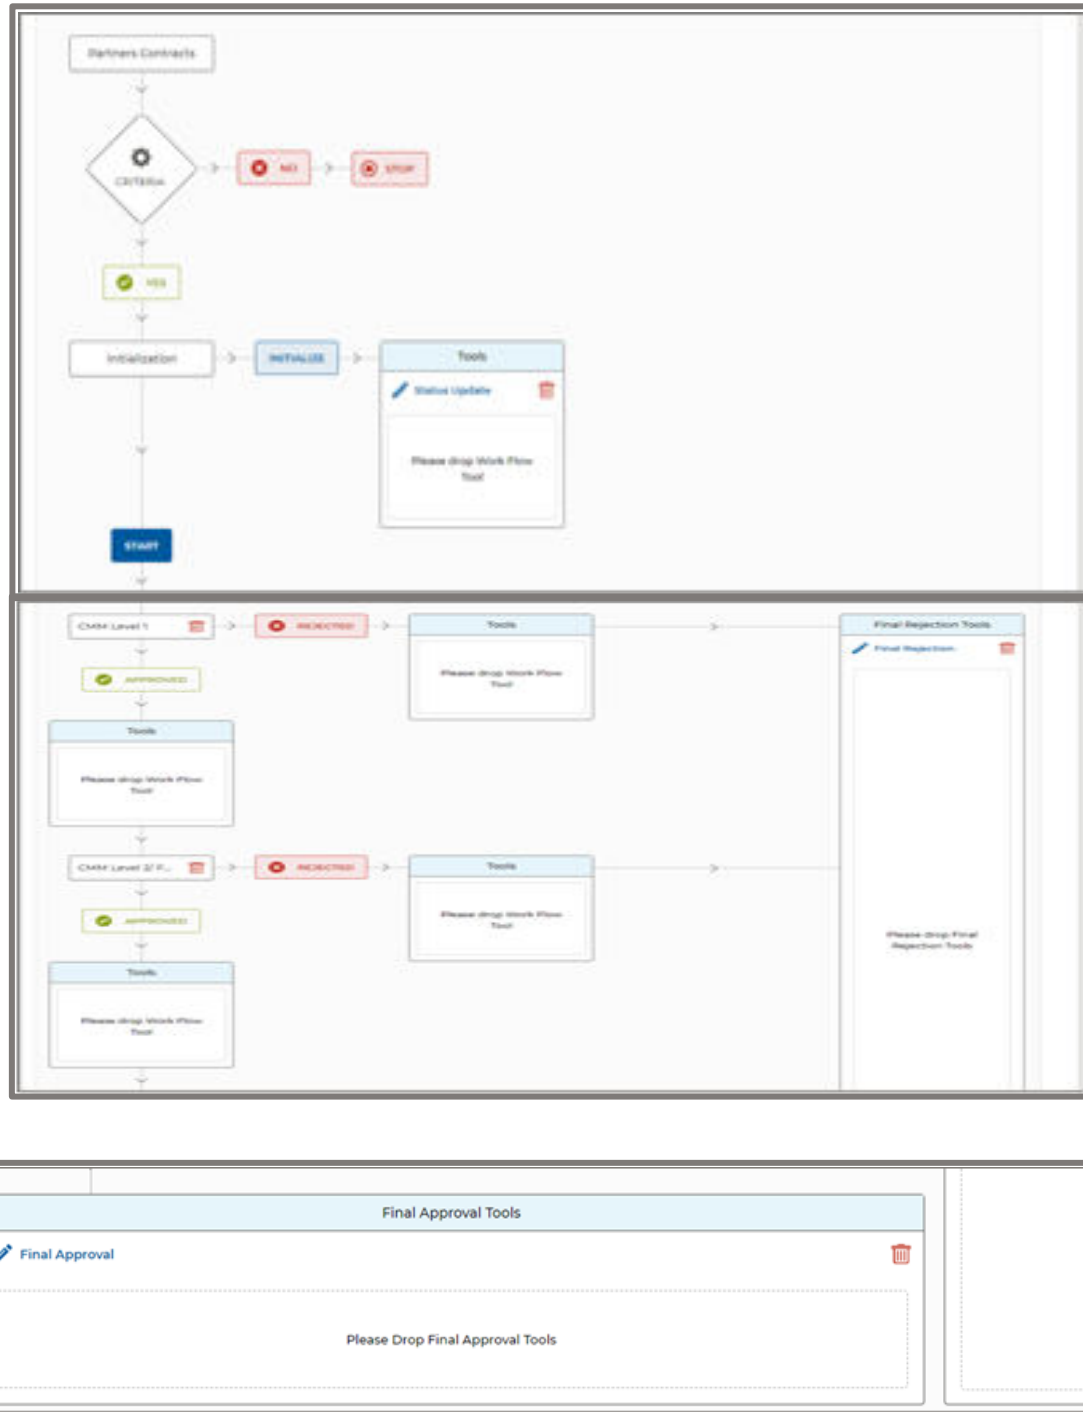 Partners Contracts
CRITERIA
NO
STOP
YES
Initialization
INITIALIZE
Tools
Status Update
Please drop Work Flow
Tool
START
CMM Level 1
REJECTED
Tools
Final Rejection Tools
Final Rejection
APPROVED
Please drop Work Flow
Tool
Tools
Please drop Work Flow
Tool
CMM Level 2/ F...
REJECTED
Tools
APPROVED
Please drop Work Flow
Tool
Please drop Final
Rejection Tools
Tools
Please drop Work Flow
Tool
Final Approval Tools
Final Approval
Please Drop Final Approval Tools